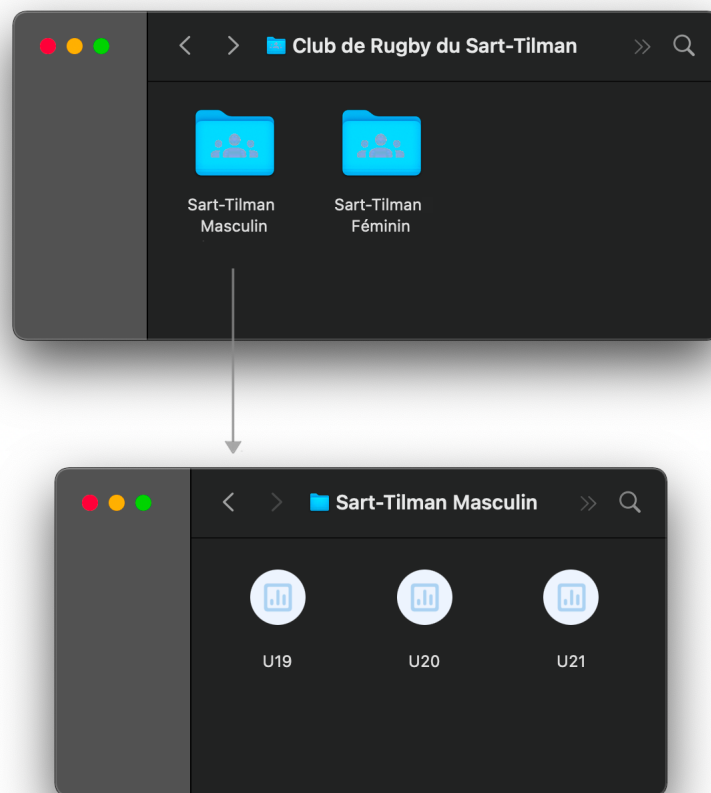 Club de Rugby du Sart-Tilman
Sart-Tilman
Masculin
Sart-Tilman
Féminin
Sart-Tilman Masculin
U19
U20
U21